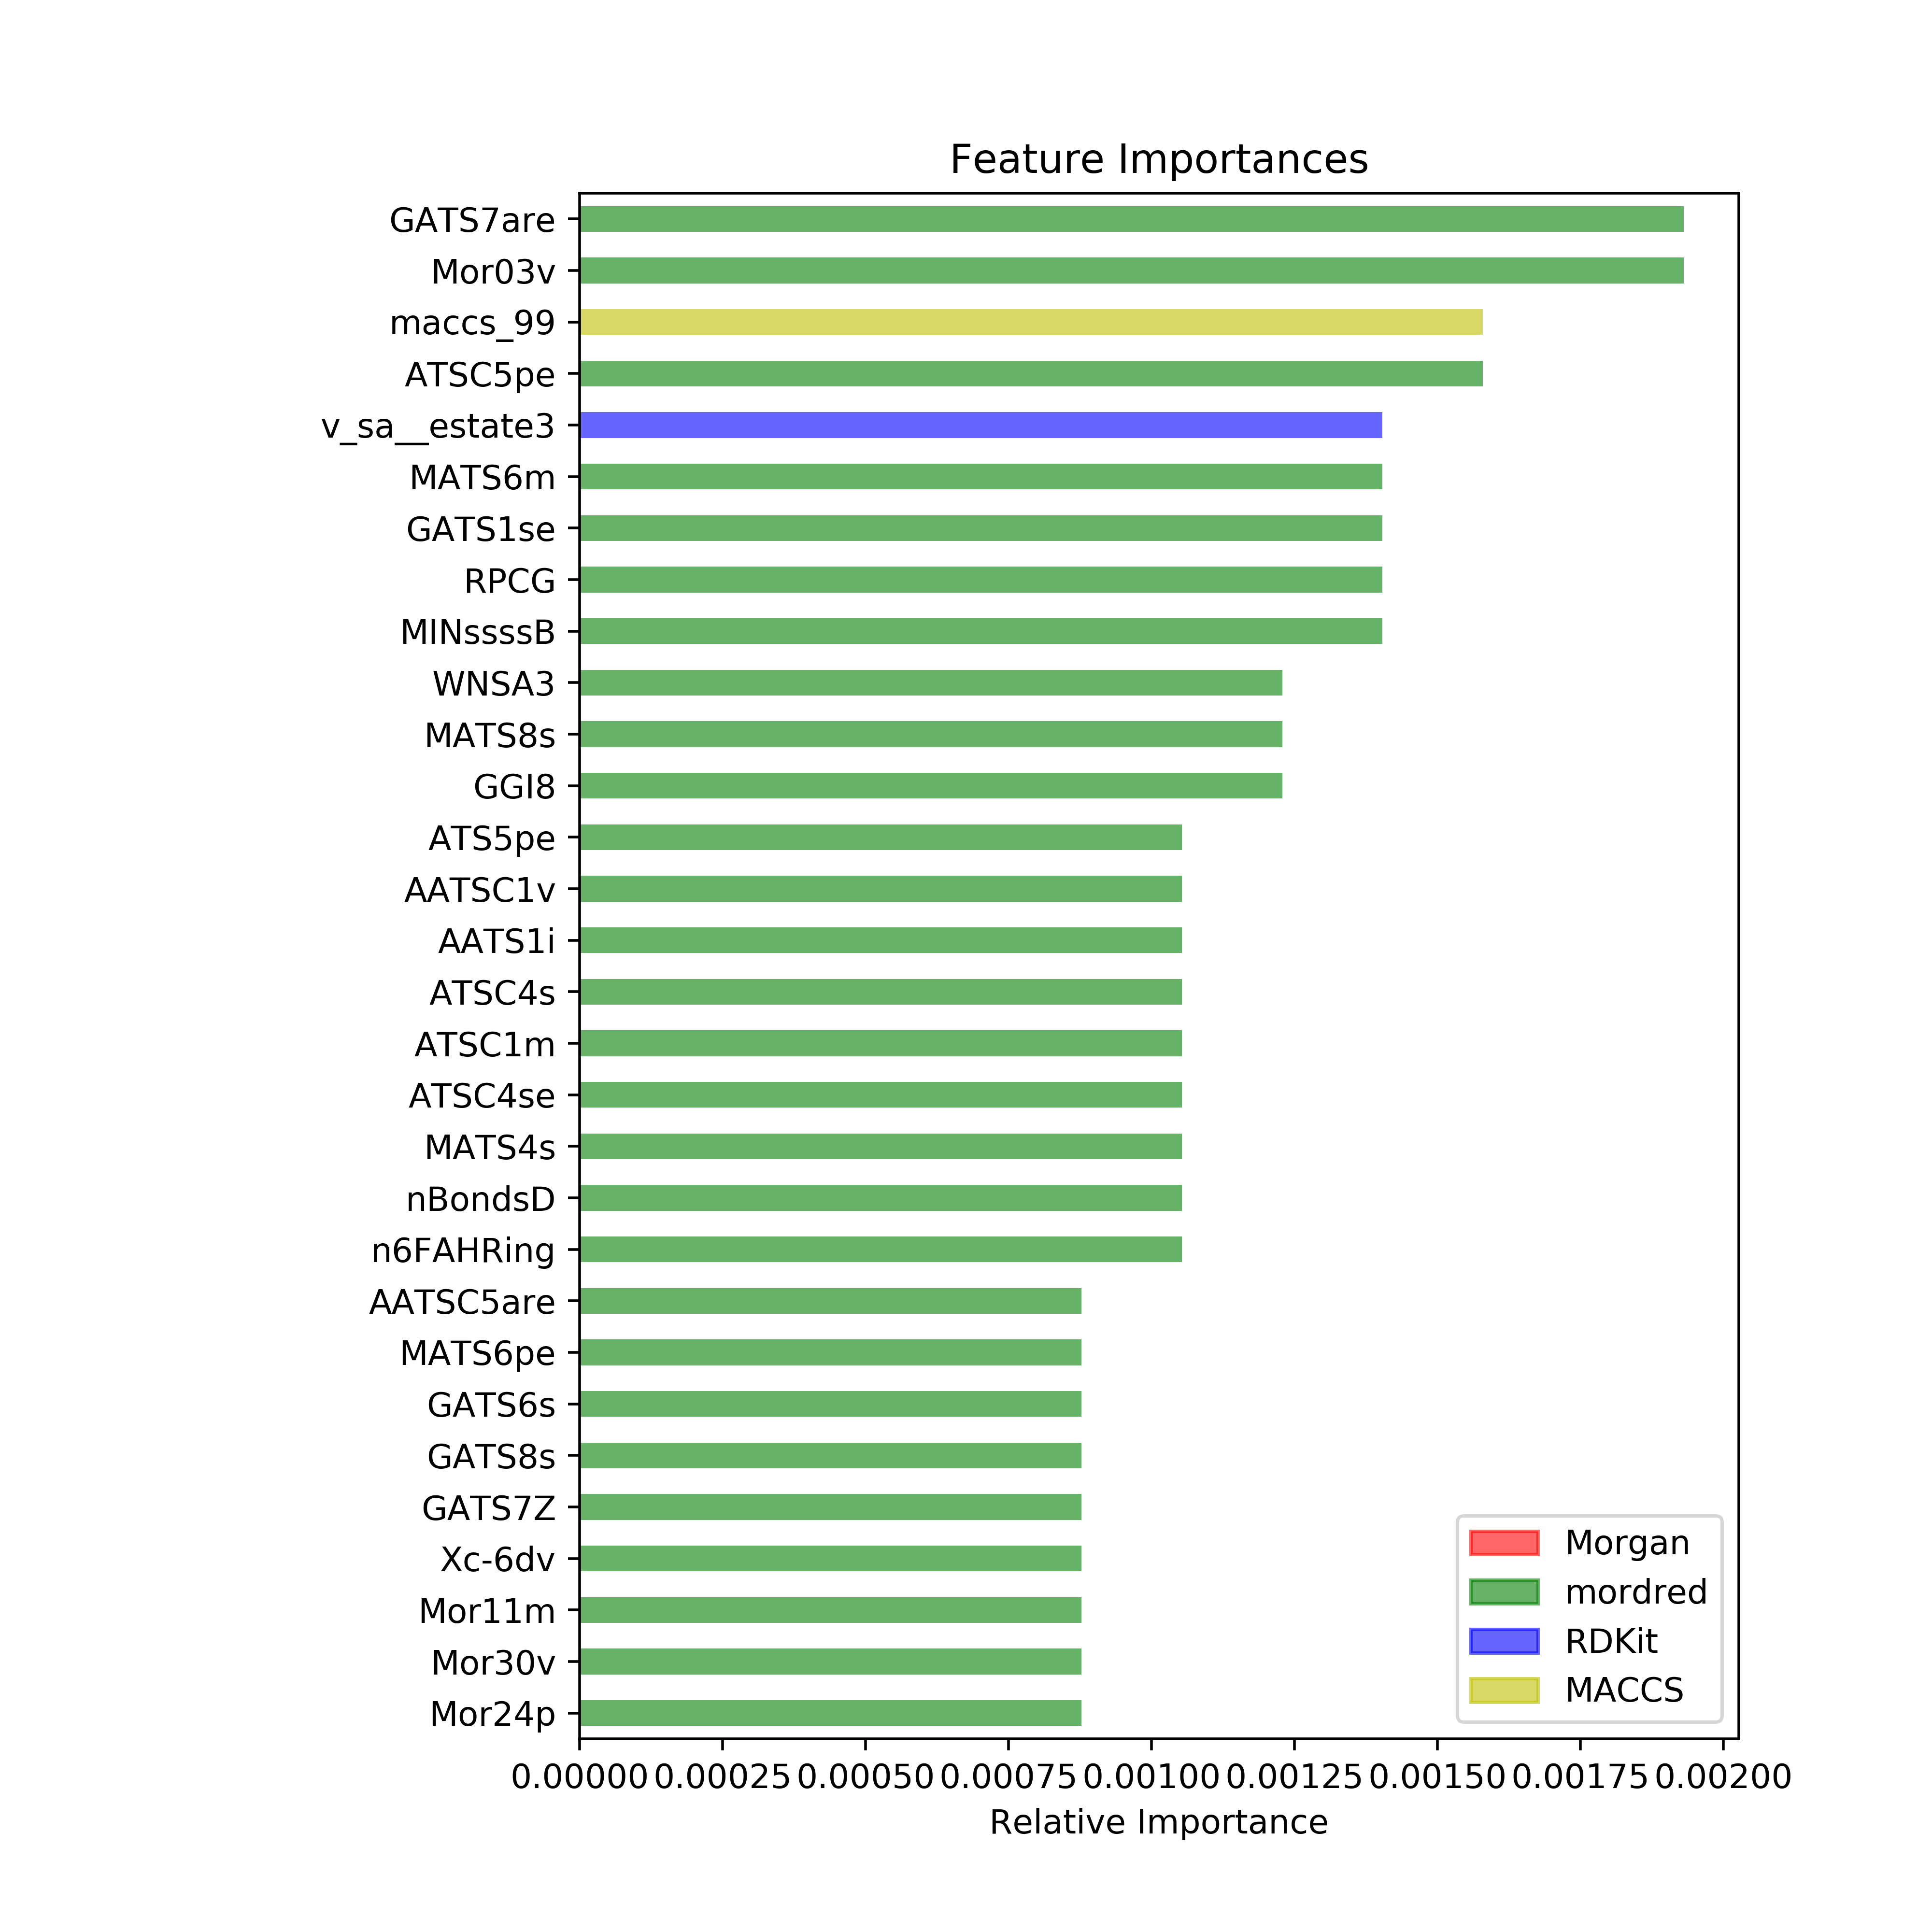 Feature Importances
GATS7are
Mor03v
maccs_99
ATSC5pe
v_sa__estate3
MATS6m
GATS1se
RPCG
MINssssB
WNSA3
MATS8s
GGI8
ATS5pe
AATSC1v
AATS1i
ATSC4s
ATSC1m
ATSC4se
MATS4s
nBondsD
n6FAHRing
AATSC5are
MATS6pe
GATS6s
GATS8s
GATS7Z
Xc-6dv
Mor11m
Mor30v
Mor24p
Morgan
mordred
RDKit
MACCS
0.00000 0.00025 0.00050 0.00075 0.00100 0.00125 0.00150 0.00175 0.00200
Relative Importance